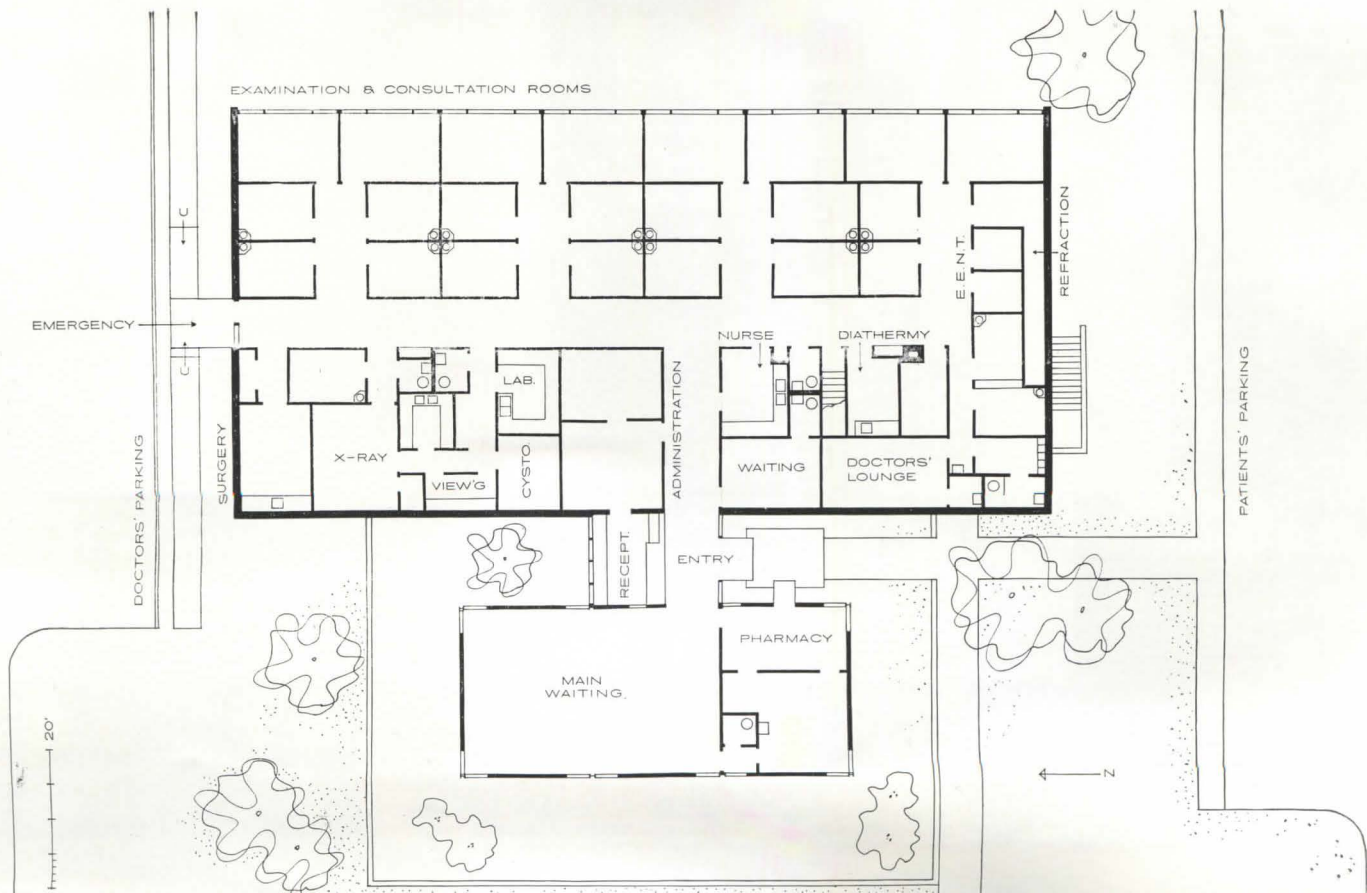 EXAMINATION & CONSULTATION ROOMS
C
EMERGENCY
C
DOCTORS' PARKING
SURGERY
X-RAY
VIEW'G
LAB.
CYSTO.
ADMINISTRATION
NURSE
DIATHERMY
E.E.N.T.
REFRACTION
WAITING
DOCTORS'
LOUNGE
PATIENTS' PARKING
RECEPT.
ENTRY
PHARMACY
MAIN
WAITING.
20'
N